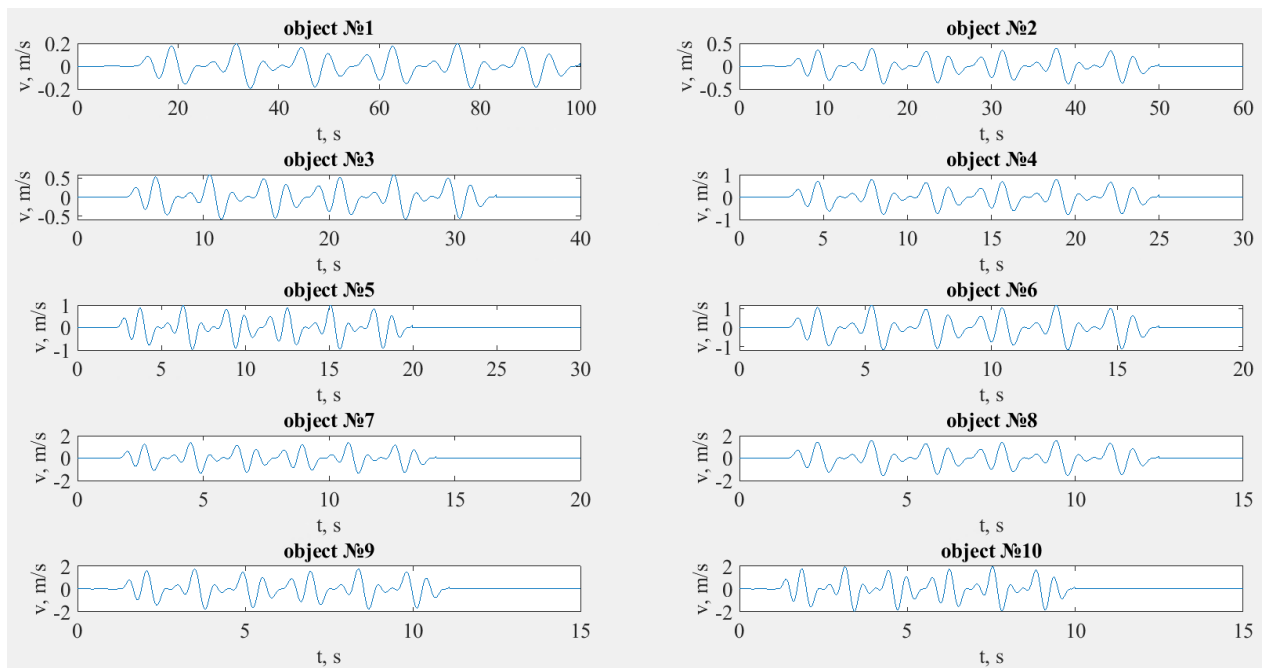 object №1
v, m/s
0.2
0
-0.2
0 20 40 60 80 100
t, s
object №2
v, m/s
0.5
0
-0.5
0 10 20 30 40 50 60
t, s
object №3
v, m/s
0.5
0
-0.5
0 10 20 30 40
t, s
object №4
v, m/s
1
0
-1
0 5 10 15 20 25 30
t, s
object №5
v, m/s
1
0
-1
0 5 10 15 20 25 30
t, s
object №6
v, m/s
1
0
-1
0 5 10 15 20
t, s
object №7
v, m/s
2
0
-2
0 5 10 15 20
t, s
object №8
v, m/s
2
0
-2
0 5 10 15
t, s
object №9
v, m/s
2
0
-2
0 5 10 15
t, s
object №10
v, m/s
2
0
-2
0 5 10 15
t, s